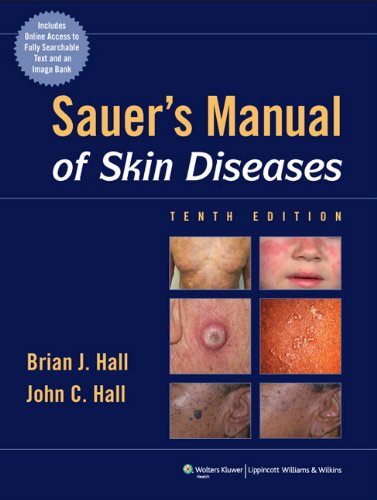 Includes
Online Access to
Fully Searchable
Text and an
Image Bank
Sauer's Manual
of Skin Diseases
TENTH EDITION
Brian J. Hall
John C. Hall
Wolters Kluwer
Health
Lippincott Williams & Wilkins